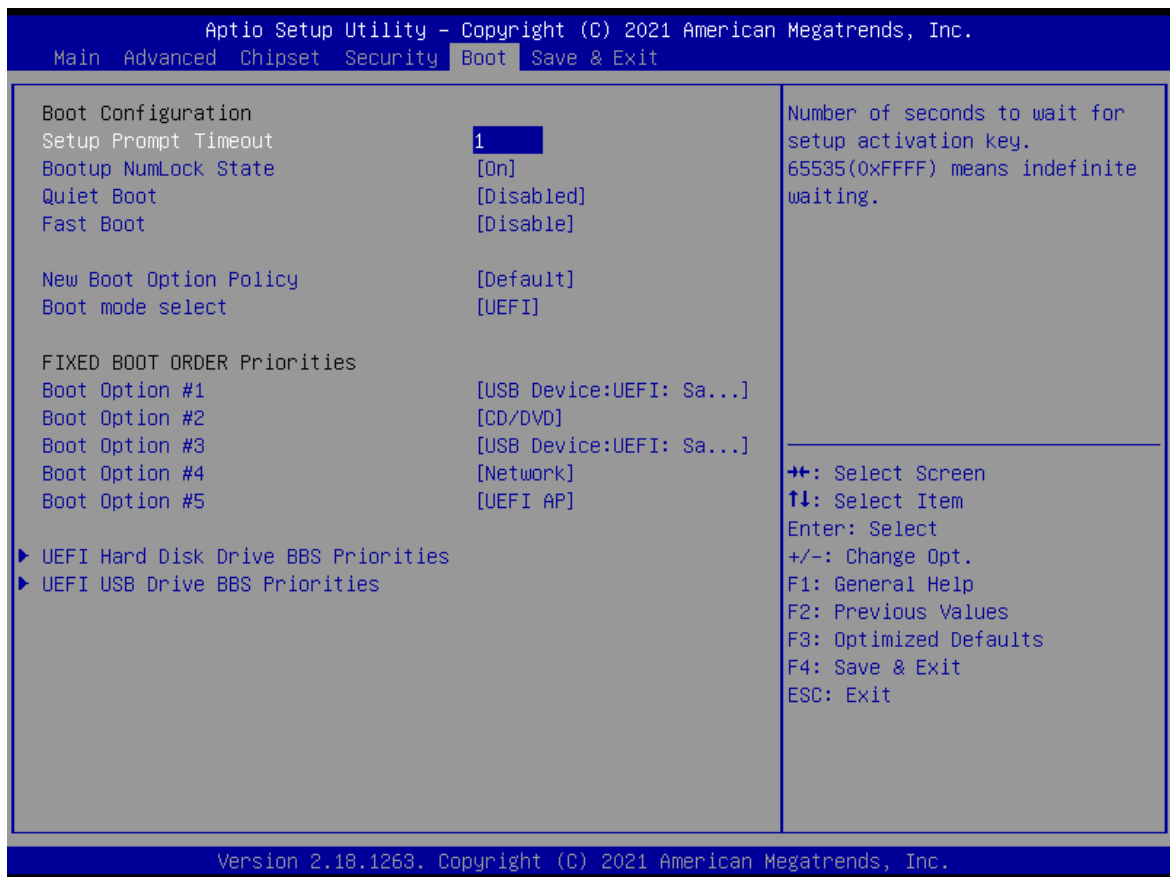 Aptio Setup Utility – Copyright (C) 2021 American Megatrends, Inc.
Main Advanced Chipset Security Boot Save & Exit
Boot Configuration
Setup Prompt Timeout 1
Bootup NumLock State [On]
Quiet Boot [Disabled]
Fast Boot [Disable]
New Boot Option Policy [Default]
Boot mode select [UEFI]
FIXED BOOT ORDER Priorities
Boot Option #1 [USB Device:UEFI: Sa...]
Boot Option #2 [CD/DVD]
Boot Option #3 [USB Device:UEFI: Sa...]
Boot Option #4 [Network]
Boot Option #5 [UEFI AP]
UEFI Hard Disk Drive BBS Priorities
UEFI USB Drive BBS Priorities
Number of seconds to wait for
setup activation key.
65535(0xFFFF) means indefinite
waiting.
→←: Select Screen
↑↓: Select Item
Enter: Select
+/-: Change Opt.
F1: General Help
F2: Previous Values
F3: Optimized Defaults
F4: Save & Exit
ESC: Exit
Version 2.18.1263. Copyright (C) 2021 American Megatrends, Inc.